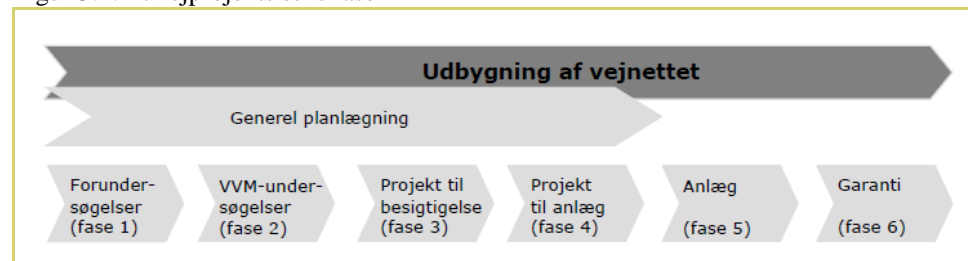 Udbygning af vejnettet
Generel planlægning
Forunder-
søgelser
(fase 1)
VVM-under-
søgelser
(fase 2)
Projekt til
besigtigelse
(fase 3)
Projekt
til anlæg
(fase 4)
Anlæg
(fase 5)
Garanti
(fase 6)